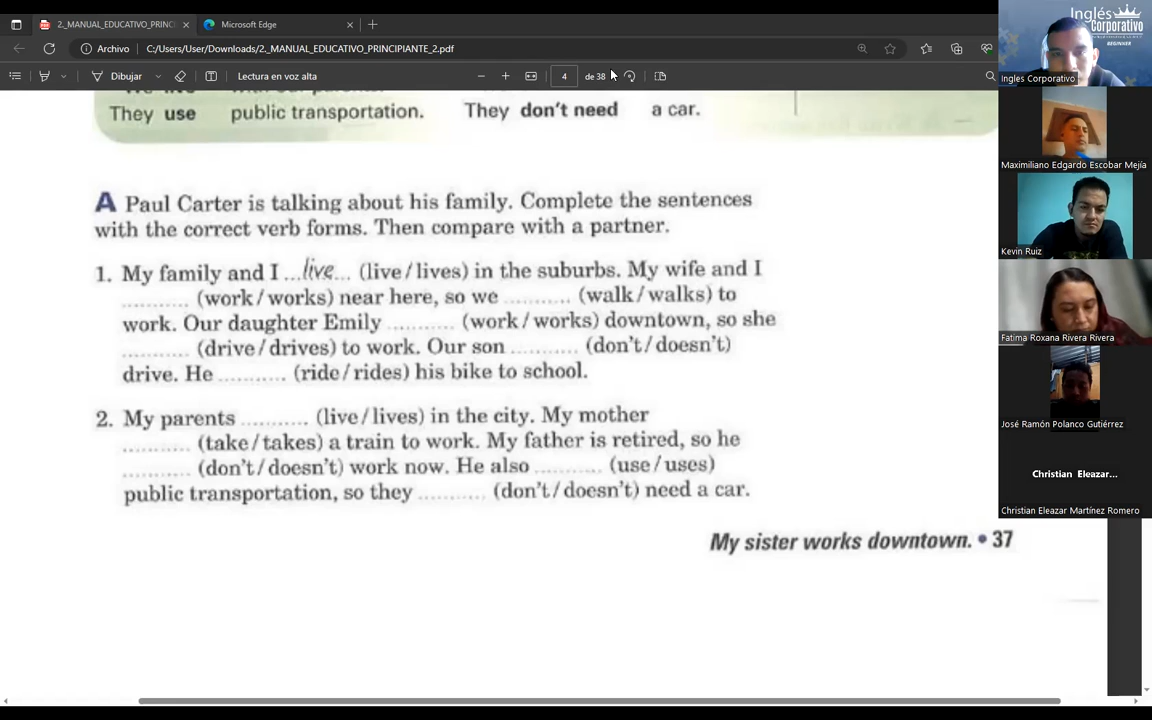 2._MANUAL_EDUCATIVO_PRINC
Microsoft Edge
Archivo
C:/Users/User/Downloads/2._MANUAL_EDUCATIVO_PRINCIPIANTE_2.pdf
Dibujar
Lectura en voz alta
4
de 38
They use public transportation. They don't need a car.
A Paul Carter is talking about his family. Complete the sentences
with the correct verb forms. Then compare with a partner.
1. My family and I ...live... (live/lives) in the suburbs. My wife and I
.......... (work/works) near here, so we .......... (walk/walks) to
work. Our daughter Emily .......... (work/works) downtown, so she
.......... (drive/drives) to work. Our son .......... (don't/doesn't)
drive. He .......... (ride/rides) his bike to school.
2. My parents .......... (live/lives) in the city. My mother
.......... (take/takes) a train to work. My father is retired, so he
.......... (don't/doesn't) work now. He also .......... (use/uses)
public transportation, so they .......... (don't/doesn't) need a car.
My sister works downtown. • 37
Inglés
Corporativo
BEGINNER
Ingles Corporativo
Maximiliano Edgardo Escobar Mejía
Kevin Ruiz
Fatima Roxana Rivera Rivera
José Ramón Polanco Gutiérrez
Christian Eleazar...
Christian Eleazar Martínez Romero